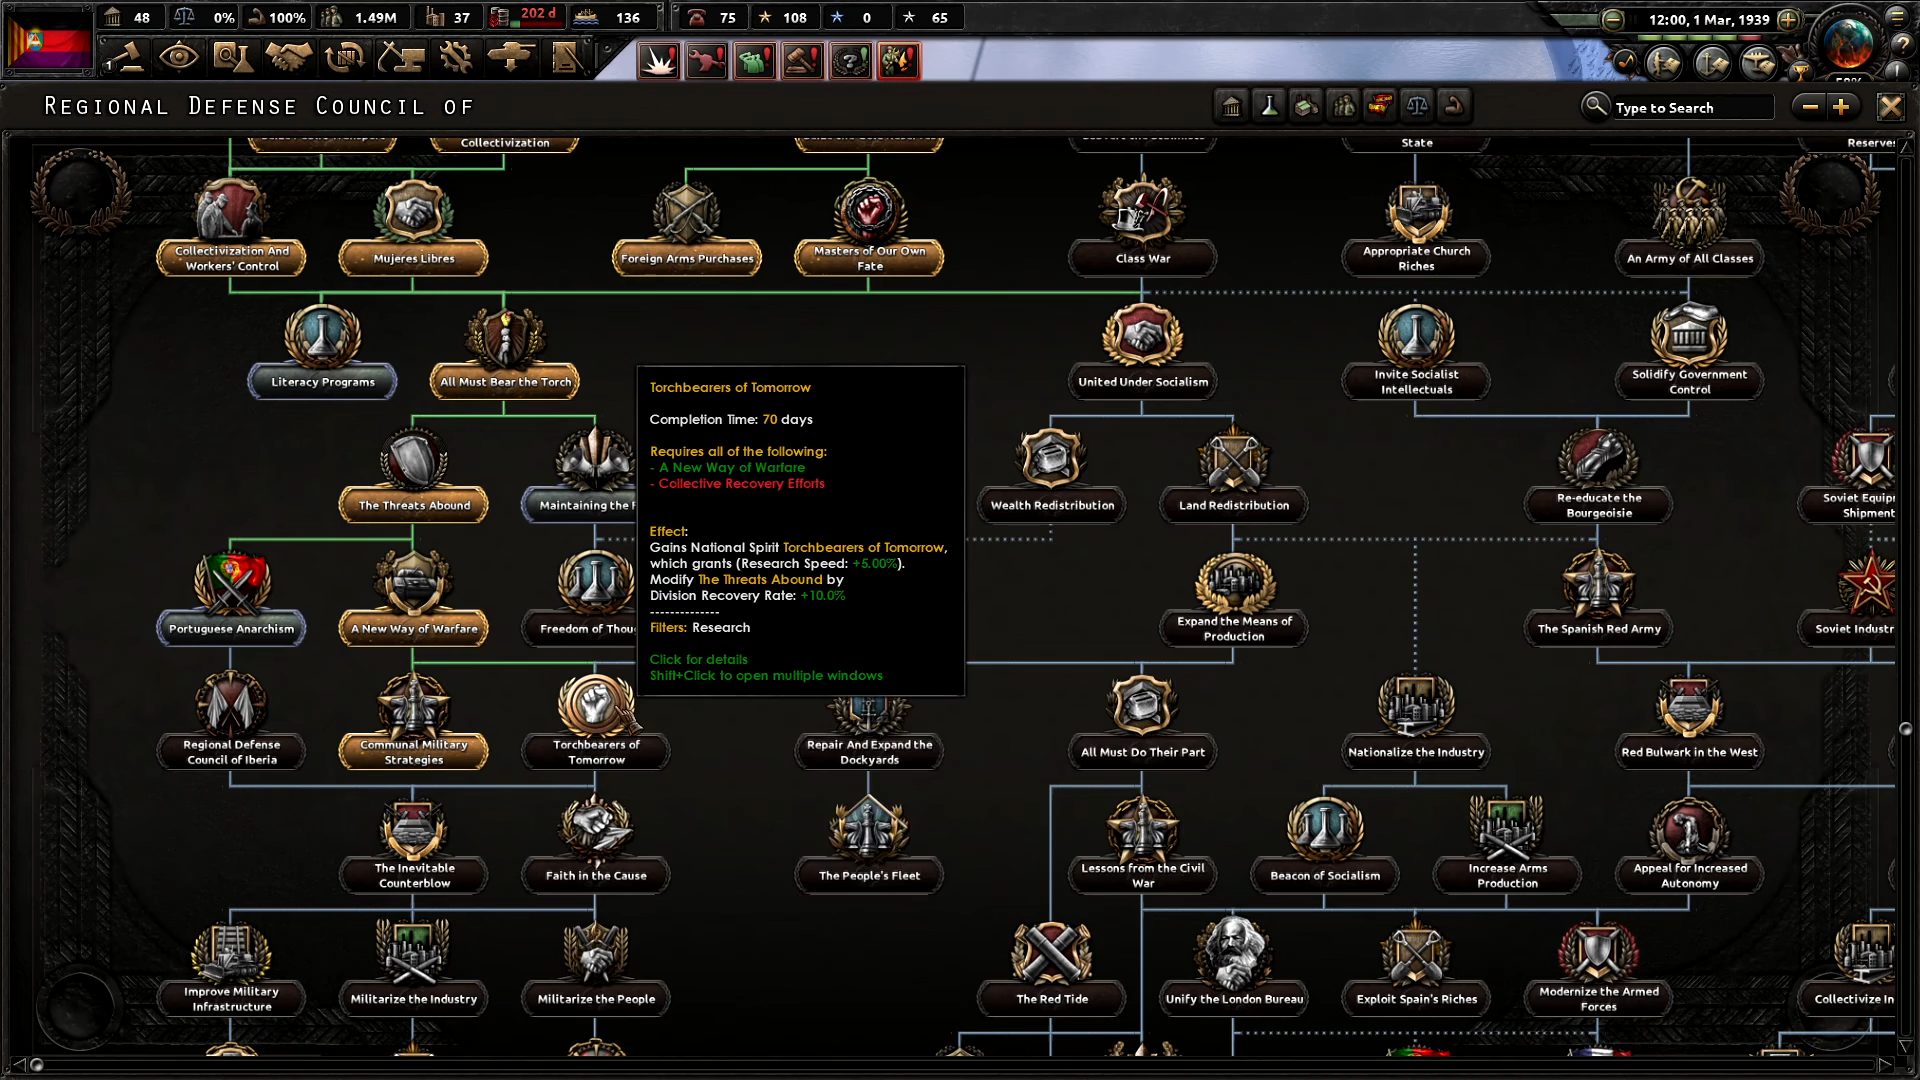 48
0%
100%
1.49M
37
202 d
136
75
108
0
65
12:00, 1 Mar, 1939
REGIONAL DEFENSE COUNCIL OF
Type to Search
Collectivization
State
Collectivization And
Workers' Control
Mujeres Libres
Foreign Arms Purchases
Masters of Our Own
Fate
Class War
Appropriate Church
Riches
An Army of All Classes
Literacy Programs
All Must Bear the Torch
United Under Socialism
Invite Socialist
Intellectuals
Solidify Government
Control
Torchbearers of Tomorrow
Completion Time: 70 days
Requires all of the following:
- A New Way of Warfare
- Collective Recovery Efforts
Effect:
Gains National Spirit Torchbearers of Tomorrow,
which grants (Research Speed: +5.00%).
Modify The Threats Abound by
Division Recovery Rate: +10.0%
--------------
Filters: Research
Click for details
Shift+Click to open multiple windows
The Threats Abound
Maintaining the
Wealth Redistribution
Land Redistribution
Re-educate the
Bourgeoisie
Portuguese Anarchism
A New Way of Warfare
Freedom of
Expand the Means of
Production
The Spanish Red Army
Regional Defense
Council of Iberia
Communal Military
Strategies
Torchbearers of
Tomorrow
Repair And Expand the
Dockyards
All Must Do Their Part
Nationalize the Industry
Red Bulwark in the West
The Inevitable
Counterblow
Faith in the Cause
The People's Fleet
Lessons from the Civil
War
Beacon of Socialism
Increase Arms
Production
Appeal for Increased
Autonomy
Improve Military
Infrastructure
Militarize the Industry
Militarize the People
The Red Tide
Unify the London Bureau
Exploit Spain's Riches
Modernize the Armed
Forces